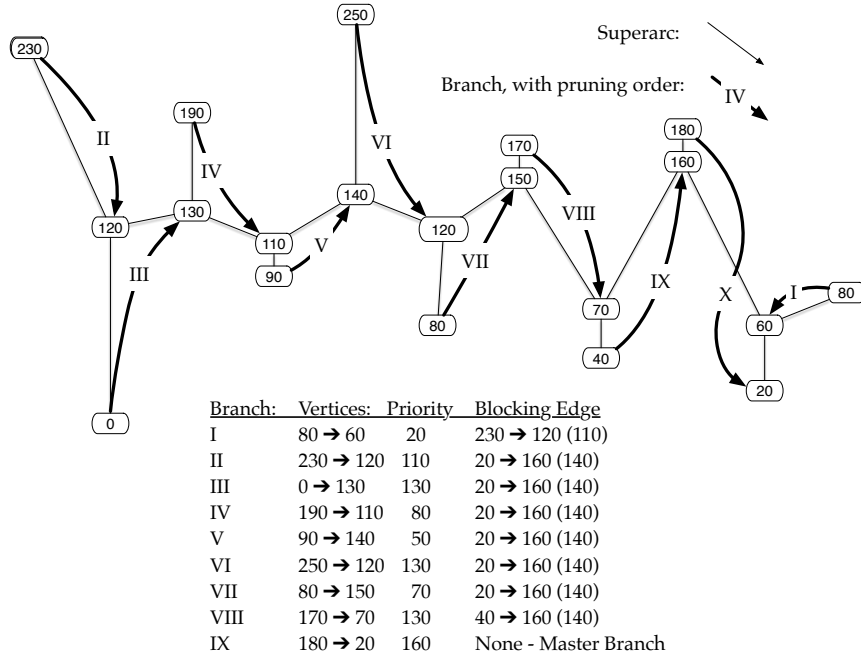 250
230
Superarc:
Branch, with pruning order:
IV
190
II
IV
VI
170
180
150
160
140
130
120
110
120
90
V
VIII
III
VII
IX
X
I
80
70
60
80
40
20
0
Branch: Vertices: Priority Blocking Edge
I 80 ➔ 60 20 230 ➔ 120 (110)
II 230 ➔ 120 110 20 ➔ 160 (140)
III 0 ➔ 130 130 20 ➔ 160 (140)
IV 190 ➔ 110 80 20 ➔ 160 (140)
V 90 ➔ 140 50 20 ➔ 160 (140)
VI 250 ➔ 120 130 20 ➔ 160 (140)
VII 80 ➔ 150 70 20 ➔ 160 (140)
VIII 170 ➔ 70 130 40 ➔ 160 (140)
IX 180 ➔ 20 160 None - Master Branch